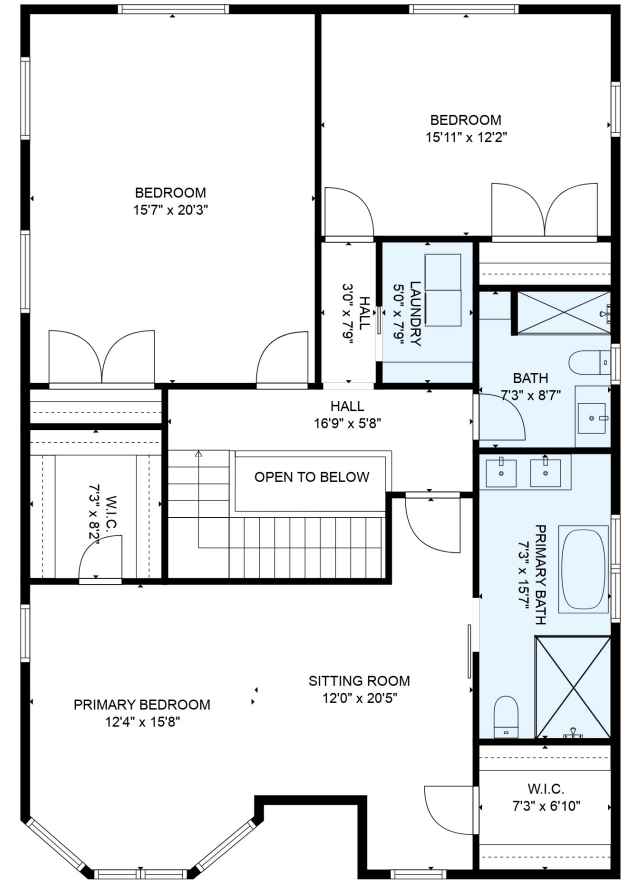 BEDROOM
15'11" x 12'2"
BEDROOM
15'7" x 20'3"
HALL
3'0" x 7'9"
LAUNDRY
5'0" x 7'9"
BATH
7'3" x 8'7"
HALL
16'9" x 5'8"
OPEN TO BELOW
W.I.C.
7'3" x 8'2"
PRIMARY BATH
7'3" x 15'7"
SITTING ROOM
12'0" x 20'5"
PRIMARY BEDROOM
12'4" x 15'8"
W.I.C.
7'3" x 6'10"